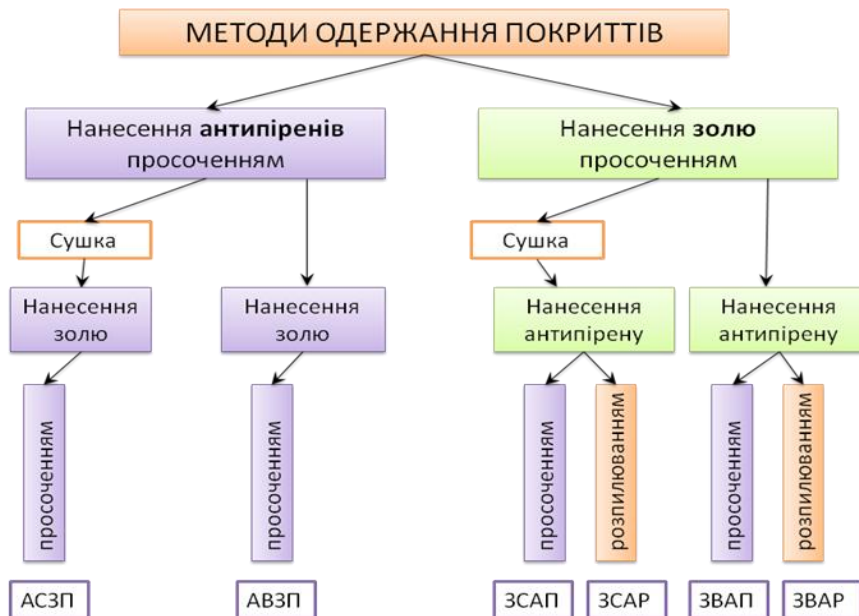 МЕТОДИ ОДЕРЖАННЯ ПОКРИТТІВ
Нанесення антипіренів
просоченням
Нанесення золю
просоченням
Сушка
Сушка
Нанесення
золю
Нанесення
золю
Нанесення
антипірену
Нанесення
антипірену
просоченням
просоченням
просоченням
розпилюванням
просоченням
розпилюванням
АСЗП
АВЗП
ЗСАП
ЗСАР
ЗВАП
ЗВАР